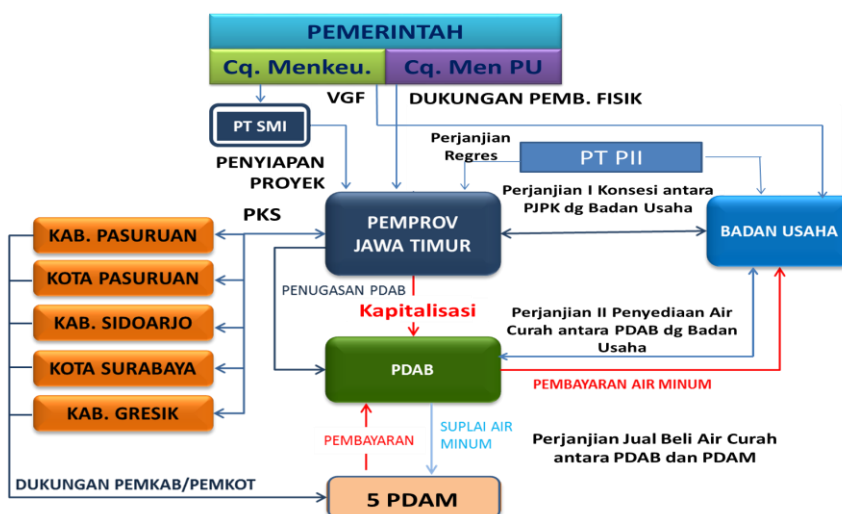 PEMERINTAH
Cq. Menkeu.
Cq. Men PU
VGF
DUKUNGAN PEMB. FISIK
PT SMI
PENYIAPAN
PROYEK
Perjanjian
Regres
PT PII
Perjanjian I Konsesi antara
PJPK dg Badan Usaha
PKS
PEMPROV
JAWA TIMUR
BADAN USAHA
KAB. PASURUAN
KOTA PASURUAN
KAB. SIDOARJO
KOTA SURABAYA
KAB. GRESIK
PENUGASAN PDAB
Kapitalisasi
Perjanjian II Penyediaan Air
Curah antara PDAB dg Badan
Usaha
PDAB
PEMBAYARAN AIR MINUM
PEMBAYARAN
SUPLAI AIR
MINUM
Perjanjian Jual Beli Air Curah
antara PDAB dan PDAM
DUKUNGAN PEMKAB/PEMKOT
5 PDAM